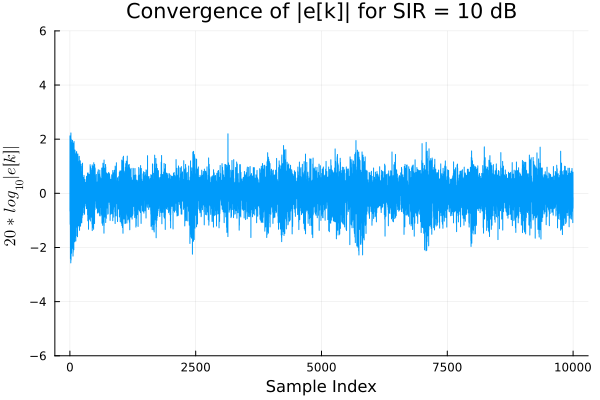 Convergence of |e[k]| for SIR = 10 dB
20 * log₁₀|e[k]|
6
4
2
0
−2
−4
−6
0 2500 5000 7500 10000
Sample Index